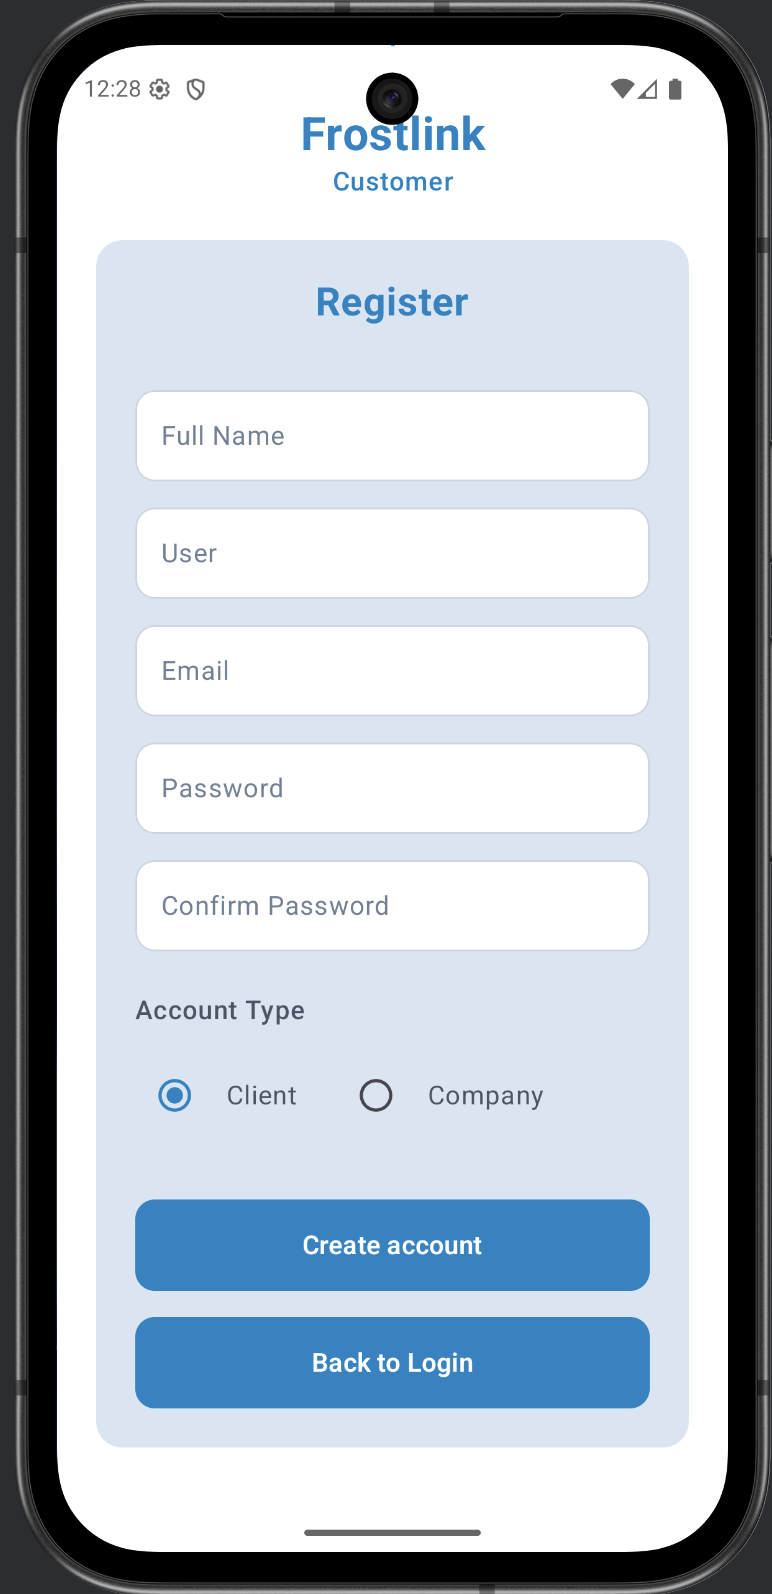 12:28
Frostlink
Customer
Register
Full Name
User
Email
Password
Confirm Password
Account Type
Client Company
Create account
Back to Login